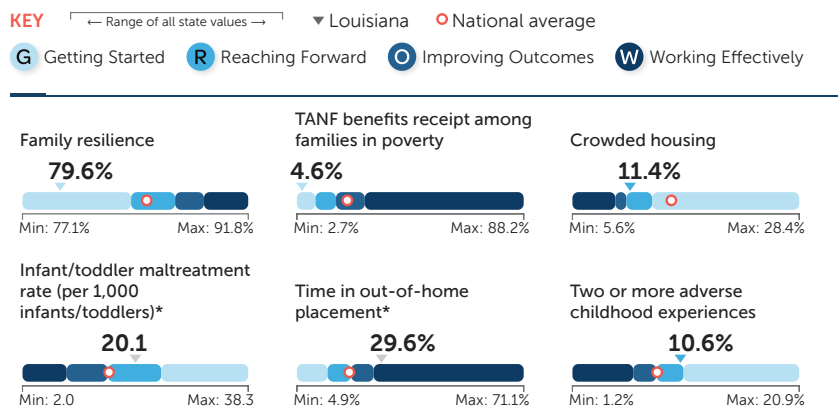 KEY ← Range of all state values → Louisiana National average
G Getting Started R Reaching Forward O Improving Outcomes W Working Effectively
Family resilience
79.6%
Min: 77.1% Max: 91.8%
TANF benefits receipt among
families in poverty
4.6%
Min: 2.7% Max: 88.2%
Crowded housing
11.4%
Min: 5.6% Max: 28.4%
Infant/toddler maltreatment
rate (per 1,000
infants/toddlers)*
20.1
Min: 2.0 Max: 38.3
Time in out-of-home
placement*
29.6%
Min: 4.9% Max: 71.1%
Two or more adverse
childhood experiences
10.6%
Min: 1.2% Max: 20.9%